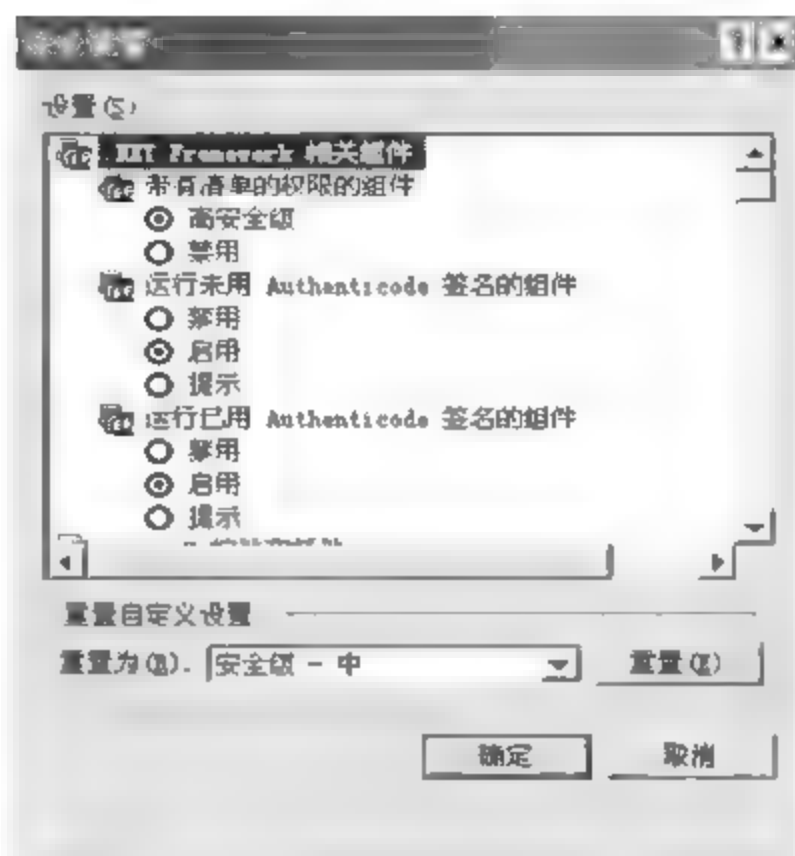 安全设置
设置(S):
.NET Framework 相关组件
带有清单的权限的组件
高安全级
禁用
运行未用 Authenticode 签名的组件
禁用
启用
提示
运行已用 Authenticode 签名的组件
禁用
启用
提示
重置自定义设置
重置为(R): 安全级 - 中 重置(E)
确定 取消